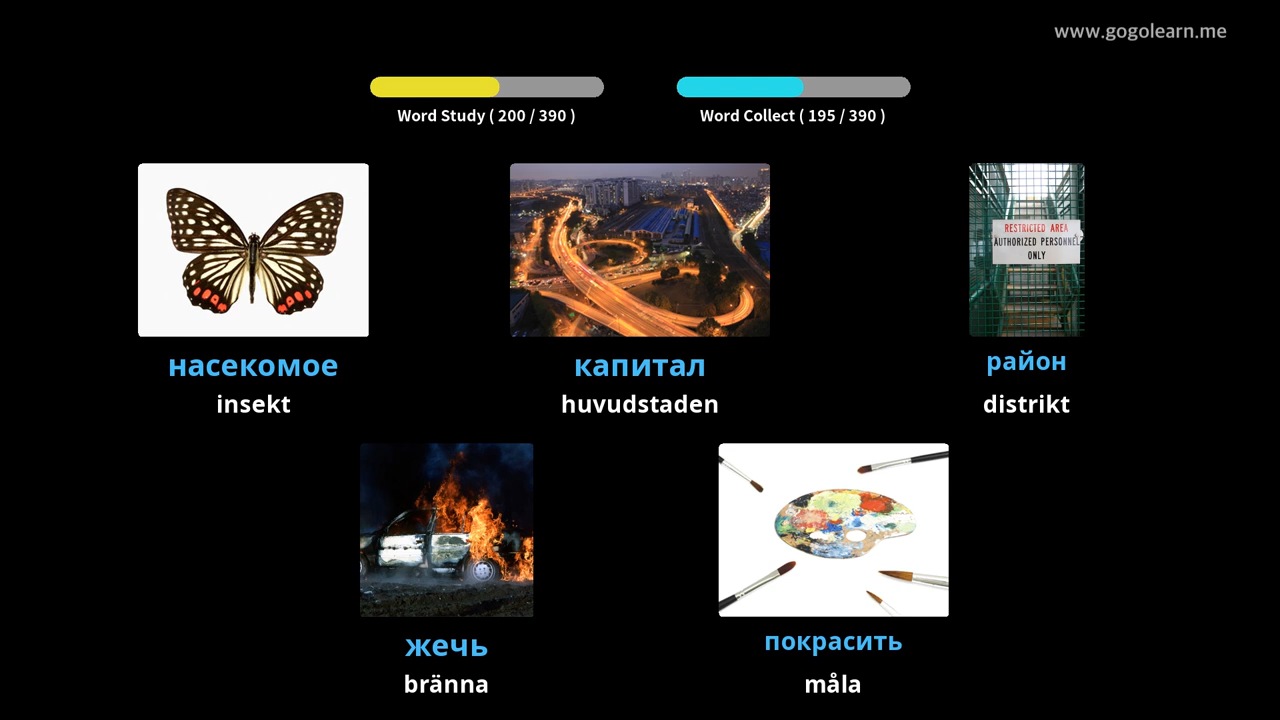 www.gogolearn.me
Word Study ( 200 / 390 )
Word Collect ( 195 / 390 )
RESTRICTED AREA
AUTHORIZED PERSONNEL
ONLY
насекомое
insekt
капитал
huvudstaden
район
distrikt
жечь
bränna
покрасить
måla